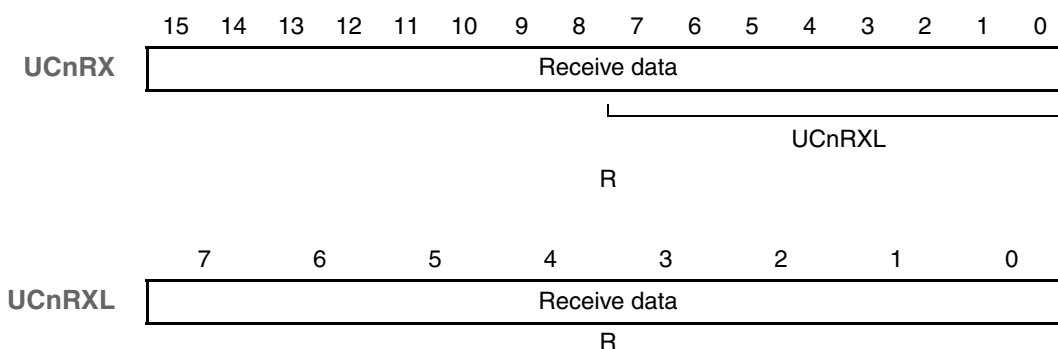 15 14 13 12 11 10 9 8 7 6 5 4 3 2 1 0
UCnRX Receive data
UCnRXL
R
7 6 5 4 3 2 1 0
UCnRXL Receive data
R